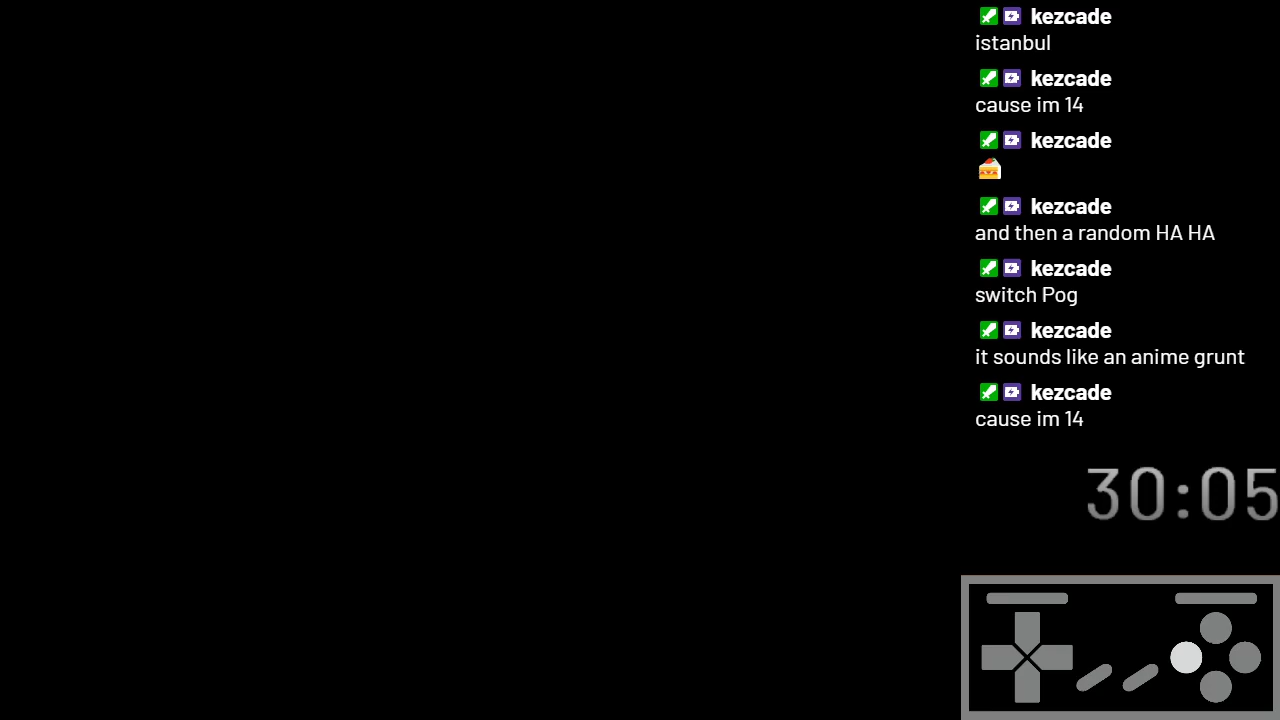 kezcade
istanbul
kezcade
cause im 14
kezcade
kezcade
and then a random HA HA
kezcade
switch Pog
kezcade
it sounds like an anime grunt
kezcade
cause im 14
30:05